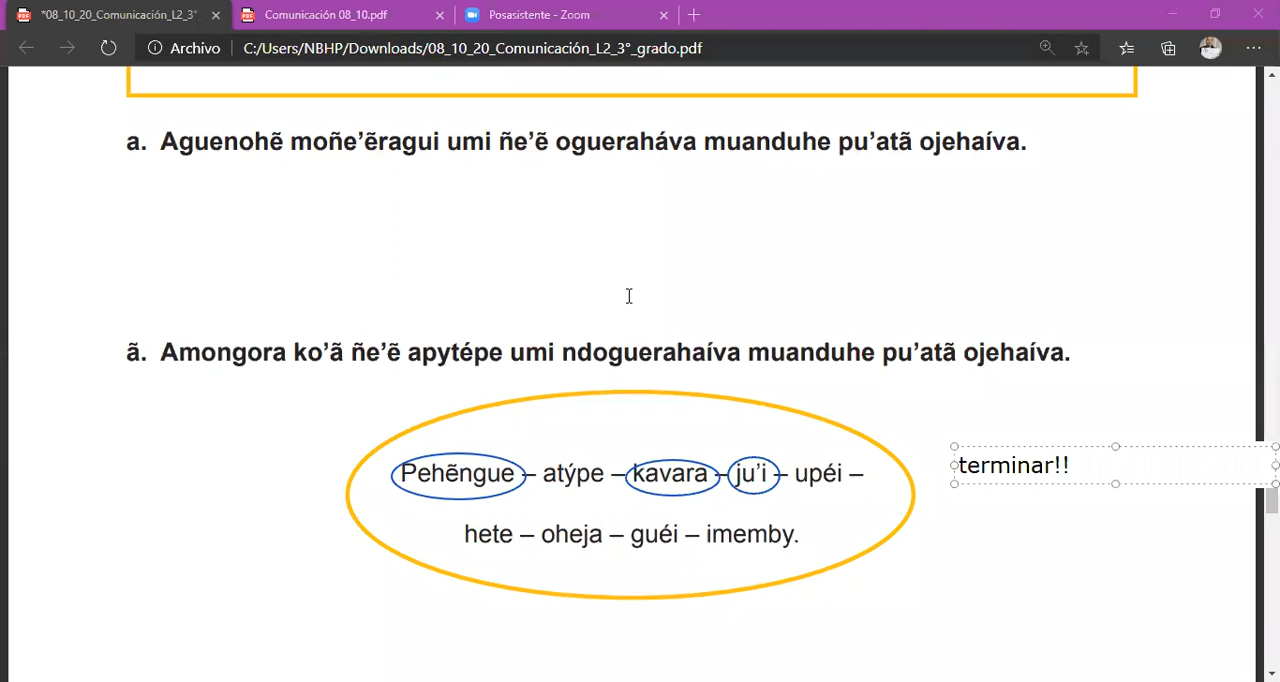 *08_10_20_Comunicación_L2_3°
Comunicación 08_10.pdf
Posasistente - Zoom
Archivo
C:/Users/NBHP/Downloads/08_10_20_Comunicación_L2_3°_grado.pdf
a. Aguenohẽ moñe’ẽragui umi ñe’ẽ ogueraháva muanduhe pu’atã ojehaíva.
ã. Amongora ko’ã ñe’ẽ apytépe umi ndoguerahaíva muanduhe pu’atã ojehaíva.
Pehẽngue – atýpe – kavara – ju’i – upéi –
hete – oheja – guéi – imemby.
terminar!!